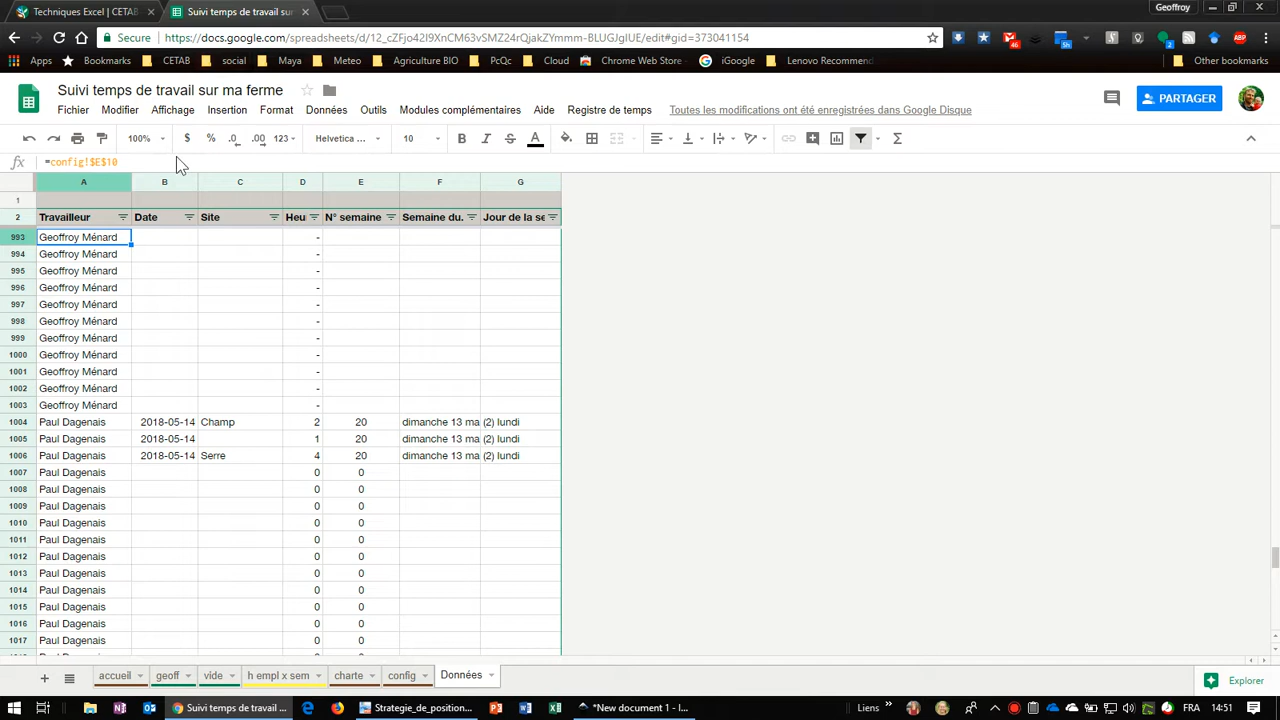 Techniques Excel | CETAB
Suivi temps de travail sur
Geoffroy
Secure
https://docs.google.com/spreadsheets/d/12_cZFjo42I9XnCM63vSMZ24rQjakZYmmm-BLUGJgIUE/edit#gid=373041154
Apps Bookmarks CETAB social Maya Meteo Agriculture BIO PcQc Cloud Chrome Web Store iGoogle Lenovo Recommend Other bookmarks
Suivi temps de travail sur ma ferme
Fichier Modifier Affichage Insertion Format Données Outils Modules complémentaires Aide Registre de temps Toutes les modifications ont été enregistrées dans Google Disque
PARTAGER
100% $ % .0 .00 123 Helvetica ... 10 B I S A
fx =config!$E$10
A B C D E F G
1
2 Travailleur Date Site Heu N° semaine Semaine du. Jour de la se
993 Geoffroy Ménard -
994 Geoffroy Ménard -
995 Geoffroy Ménard -
996 Geoffroy Ménard -
997 Geoffroy Ménard -
998 Geoffroy Ménard -
999 Geoffroy Ménard -
1000 Geoffroy Ménard -
1001 Geoffroy Ménard -
1002 Geoffroy Ménard -
1003 Geoffroy Ménard -
1004 Paul Dagenais 2018-05-14 Champ 2 20 dimanche 13 ma (2) lundi
1005 Paul Dagenais 2018-05-14 1 20 dimanche 13 ma (2) lundi
1006 Paul Dagenais 2018-05-14 Serre 4 20 dimanche 13 ma (2) lundi
1007 Paul Dagenais 0 0
1008 Paul Dagenais 0 0
1009 Paul Dagenais 0 0
1010 Paul Dagenais 0 0
1011 Paul Dagenais 0 0
1012 Paul Dagenais 0 0
1013 Paul Dagenais 0 0
1014 Paul Dagenais 0 0
1015 Paul Dagenais 0 0
1016 Paul Dagenais 0 0
1017 Paul Dagenais 0 0
accueil geoff vide h empl x sem charte config Données
Explorer
Suivi temps de travail ... Strategie_de_position... *New document 1 - I... Liens » FRA 14:51